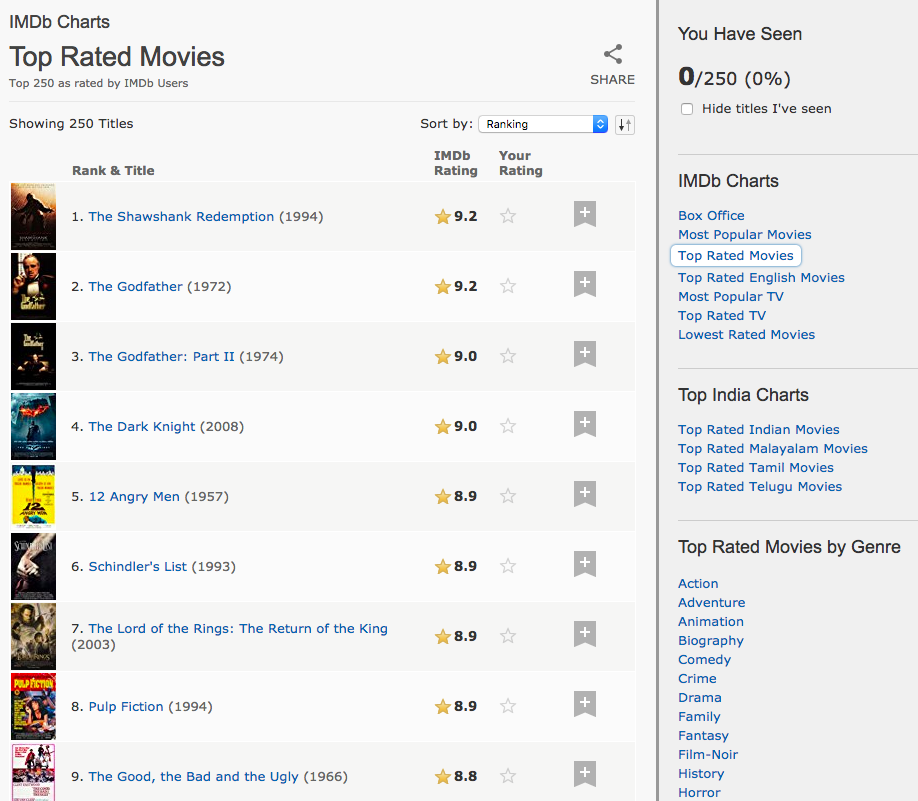 IMDb Charts
Top Rated Movies
Top 250 as rated by IMDb Users
SHARE
Showing 250 Titles
Sort by: Ranking
Rank & Title
IMDb
Rating
Your
Rating
1. The Shawshank Redemption (1994)
9.2
2. The Godfather (1972)
9.2
3. The Godfather: Part II (1974)
9.0
4. The Dark Knight (2008)
9.0
5. 12 Angry Men (1957)
8.9
6. Schindler's List (1993)
8.9
7. The Lord of the Rings: The Return of the King
(2003)
8.9
PULP FICTION
8. Pulp Fiction (1994)
8.9
9. The Good, the Bad and the Ugly (1966)
8.8
You Have Seen
0/250 (0%)
Hide titles I've seen
IMDb Charts
Box Office
Most Popular Movies
Top Rated Movies
Top Rated English Movies
Most Popular TV
Top Rated TV
Lowest Rated Movies
Top India Charts
Top Rated Indian Movies
Top Rated Malayalam Movies
Top Rated Tamil Movies
Top Rated Telugu Movies
Top Rated Movies by Genre
Action
Adventure
Animation
Biography
Comedy
Crime
Drama
Family
Fantasy
Film-Noir
History
Horror